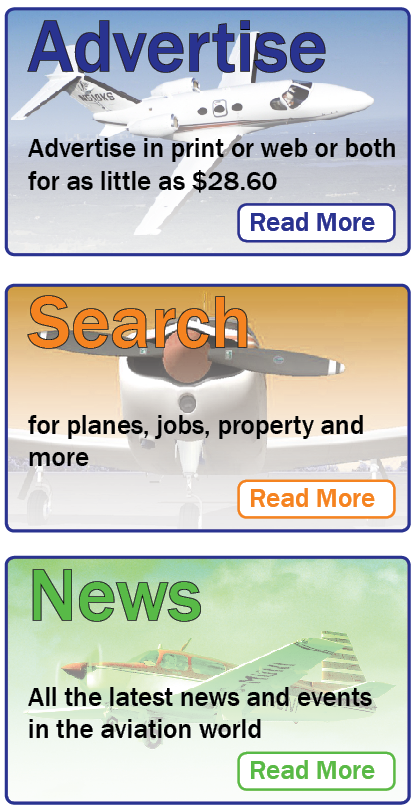 Advertise
Advertise in print or web or both
for as little as $28.60
Read More
Search
for planes, jobs, property and
more
Read More
News
All the latest news and events
in the aviation world
Read More